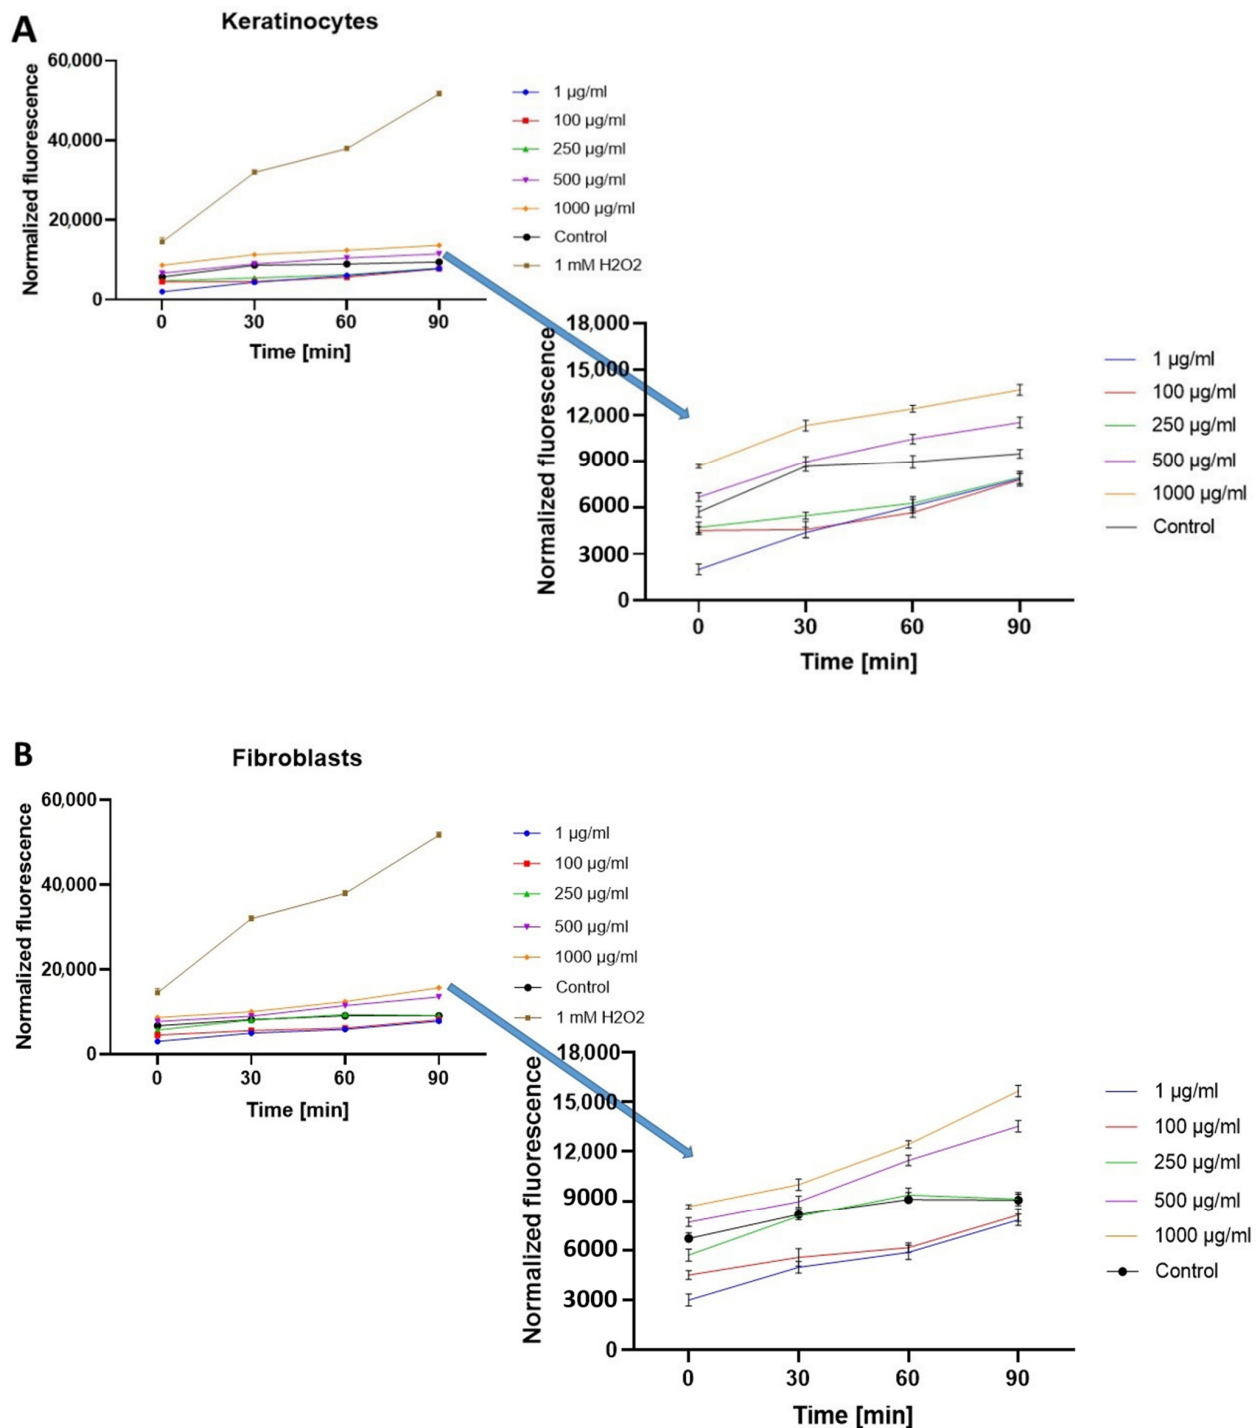 A
Keratinocytes
Normalized fluorescence
60,000
40,000
20,000
0
0 30 60 90
Time [min]
1 µg/ml
100 µg/ml
250 µg/ml
500 µg/ml
1000 µg/ml
Control
1 mM H2O2
Normalized fluorescence
18,000
15,000
12,000
9000
6000
3000
0
0 30 60 90
Time [min]
1 µg/ml
100 µg/ml
250 µg/ml
500 µg/ml
1000 µg/ml
Control
B
Fibroblasts
Normalized fluorescence
60,000
40,000
20,000
0
0 30 60 90
Time [min]
1 µg/ml
100 µg/ml
250 µg/ml
500 µg/ml
1000 µg/ml
Control
1 mM H2O2
Normalized fluorescence
18,000
15,000
12,000
9000
6000
3000
0
0 30 60 90
Time [min]
1 µg/ml
100 µg/ml
250 µg/ml
500 µg/ml
1000 µg/ml
Control